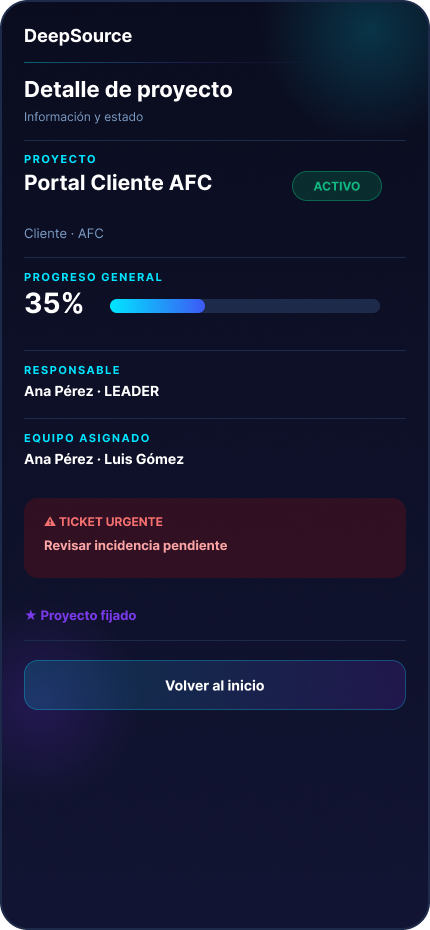 DeepSource
Detalle de proyecto
Información y estado
PROYECTO
Portal Cliente AFC
ACTIVO
Cliente · AFC
PROGRESO GENERAL
35%
RESPONSABLE
Ana Pérez · LEADER
EQUIPO ASIGNADO
Ana Pérez · Luis Gómez
⚠ TICKET URGENTE
Revisar incidencia pendiente
★ Proyecto fijado
Volver al inicio